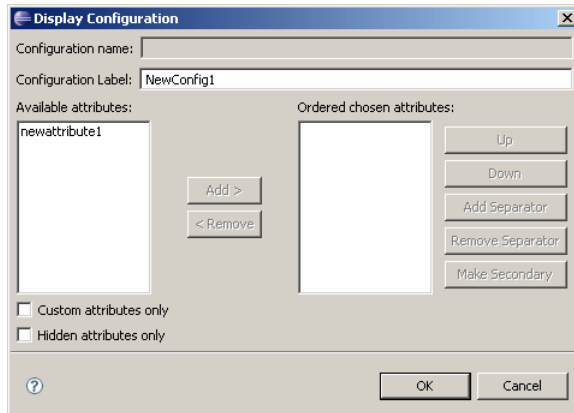 Display Configuration
Configuration name:
Configuration Label: NewConfig1
Available attributes:
newattribute1
Add >
< Remove
Ordered chosen attributes:
Up
Down
Add Separator
Remove Separator
Make Secondary
Custom attributes only
Hidden attributes only
?
OK
Cancel